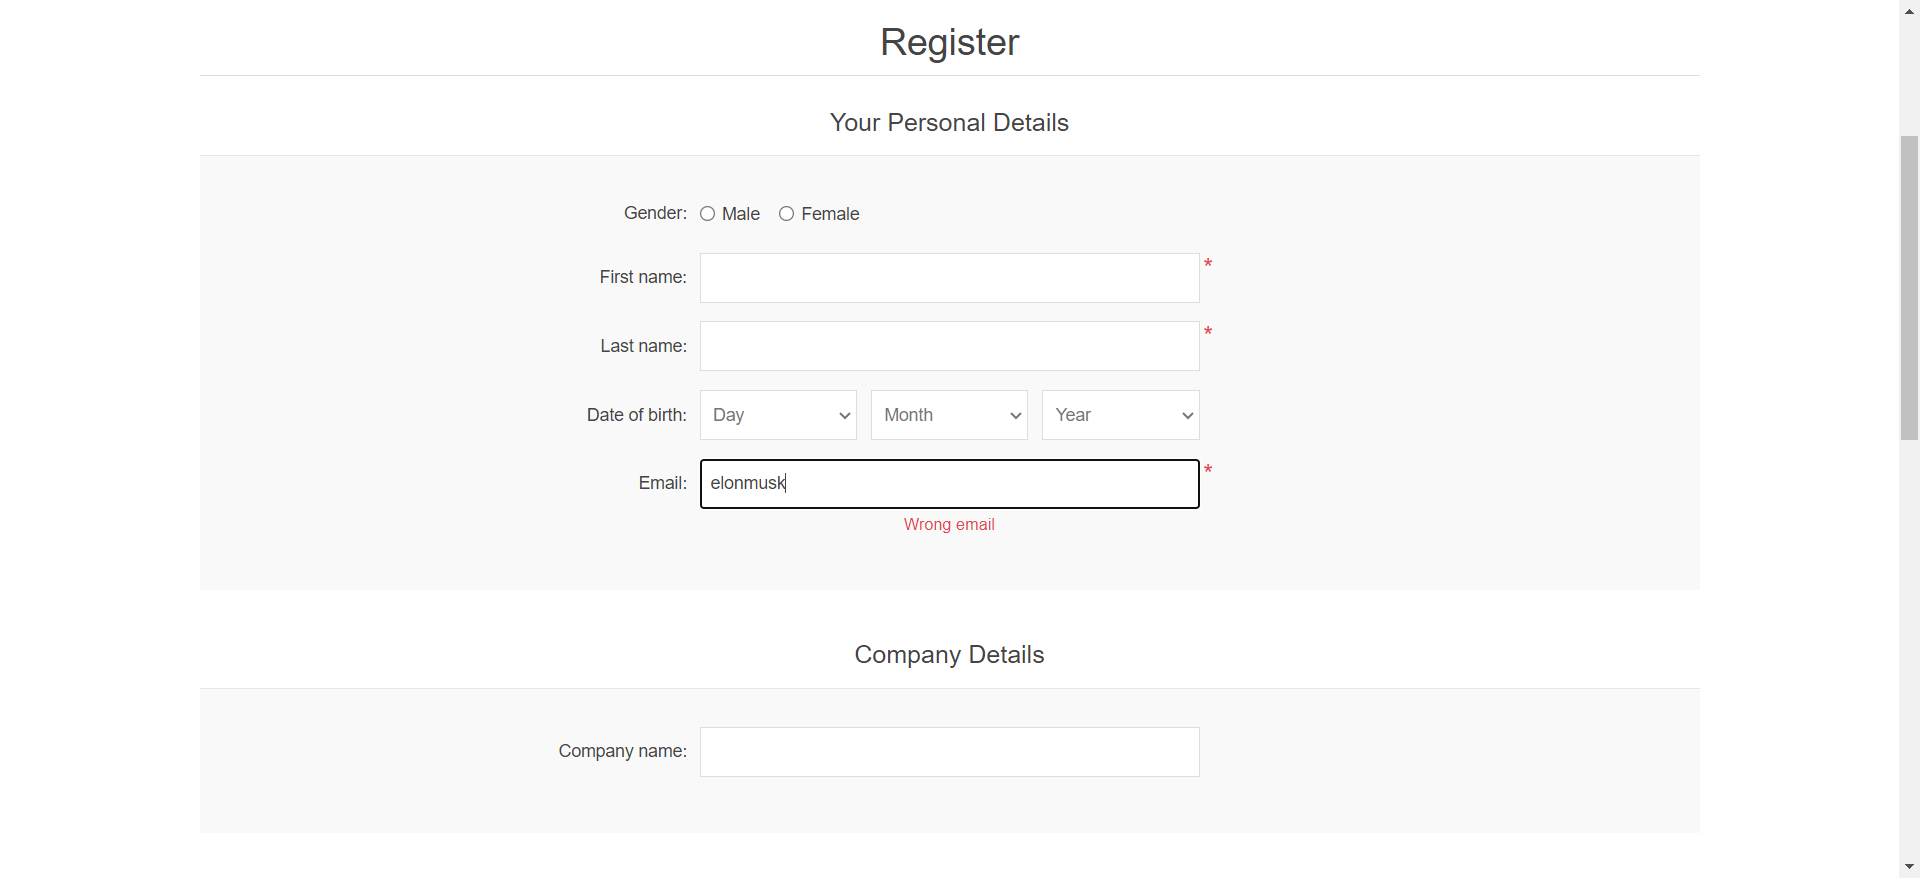 Register
Your Personal Details
Gender: Male Female
First name: *
Last name: *
Date of birth: Day Month Year
Email: elonmusk *
Wrong email
Company Details
Company name: